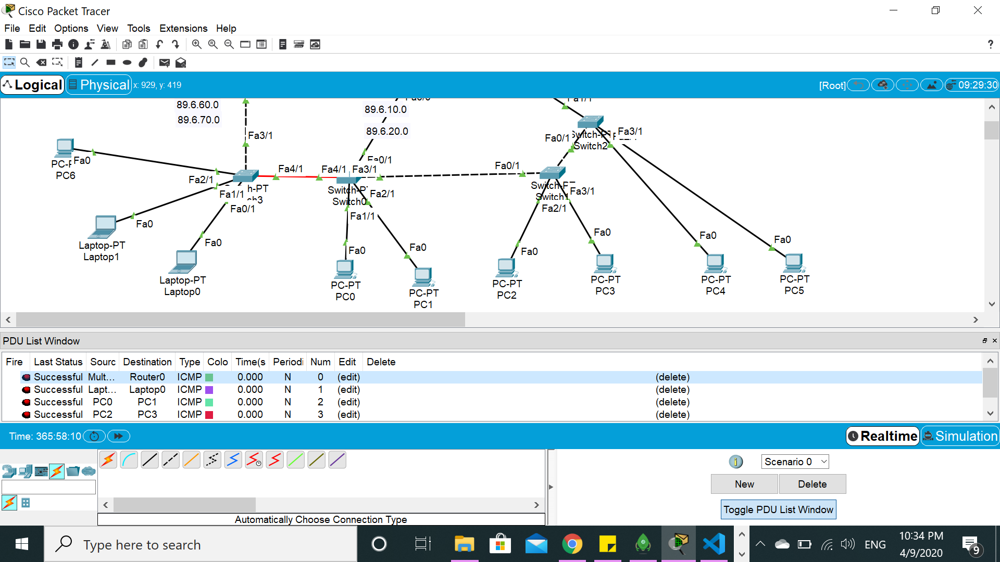 Cisco Packet Tracer
File Edit Options View Tools Extensions Help
?
Logical Physical x: 929, y: 419 [Root] 09:29:30
89.6.60.0
89.6.70.0
89.6.10.0
89.6.20.0
Fa1/1
Fa3/1
Fa3/1
Fa0/1
Switch-PT
Switch2
Fa0/1
PC6
Fa0
Fa4/1
Fa4/1
Fa3/1
Fa0/1
Fa2/1
Fa1/1
Fa0/1
Switch0
Fa2/1
Fa1/1
Switch-PT
Switch1
Fa3/1
Fa2/1
Fa0
Laptop-PT
Laptop1
Fa0
Laptop-PT
Laptop0
Fa0
PC-PT
PC0
Fa0
PC-PT
PC1
Fa0
PC-PT
PC2
Fa0
PC-PT
PC3
Fa0
PC-PT
PC4
Fa0
PC-PT
PC5
PDU List Window
Fire Last Status Sourc Destination Type Colo Time(s Periodi Num Edit Delete
Successful Mult... Router0 ICMP 0.000 N 0 (edit) (delete)
Successful Lapt... Laptop0 ICMP 0.000 N 1 (edit) (delete)
Successful PC0 PC1 ICMP 0.000 N 2 (edit) (delete)
Successful PC2 PC3 ICMP 0.000 N 3 (edit) (delete)
Time: 365:58:10 Realtime Simulation
Scenario 0
New Delete
Toggle PDU List Window
Automatically Choose Connection Type
Type here to search
ENG
10:34 PM
4/9/2020
9